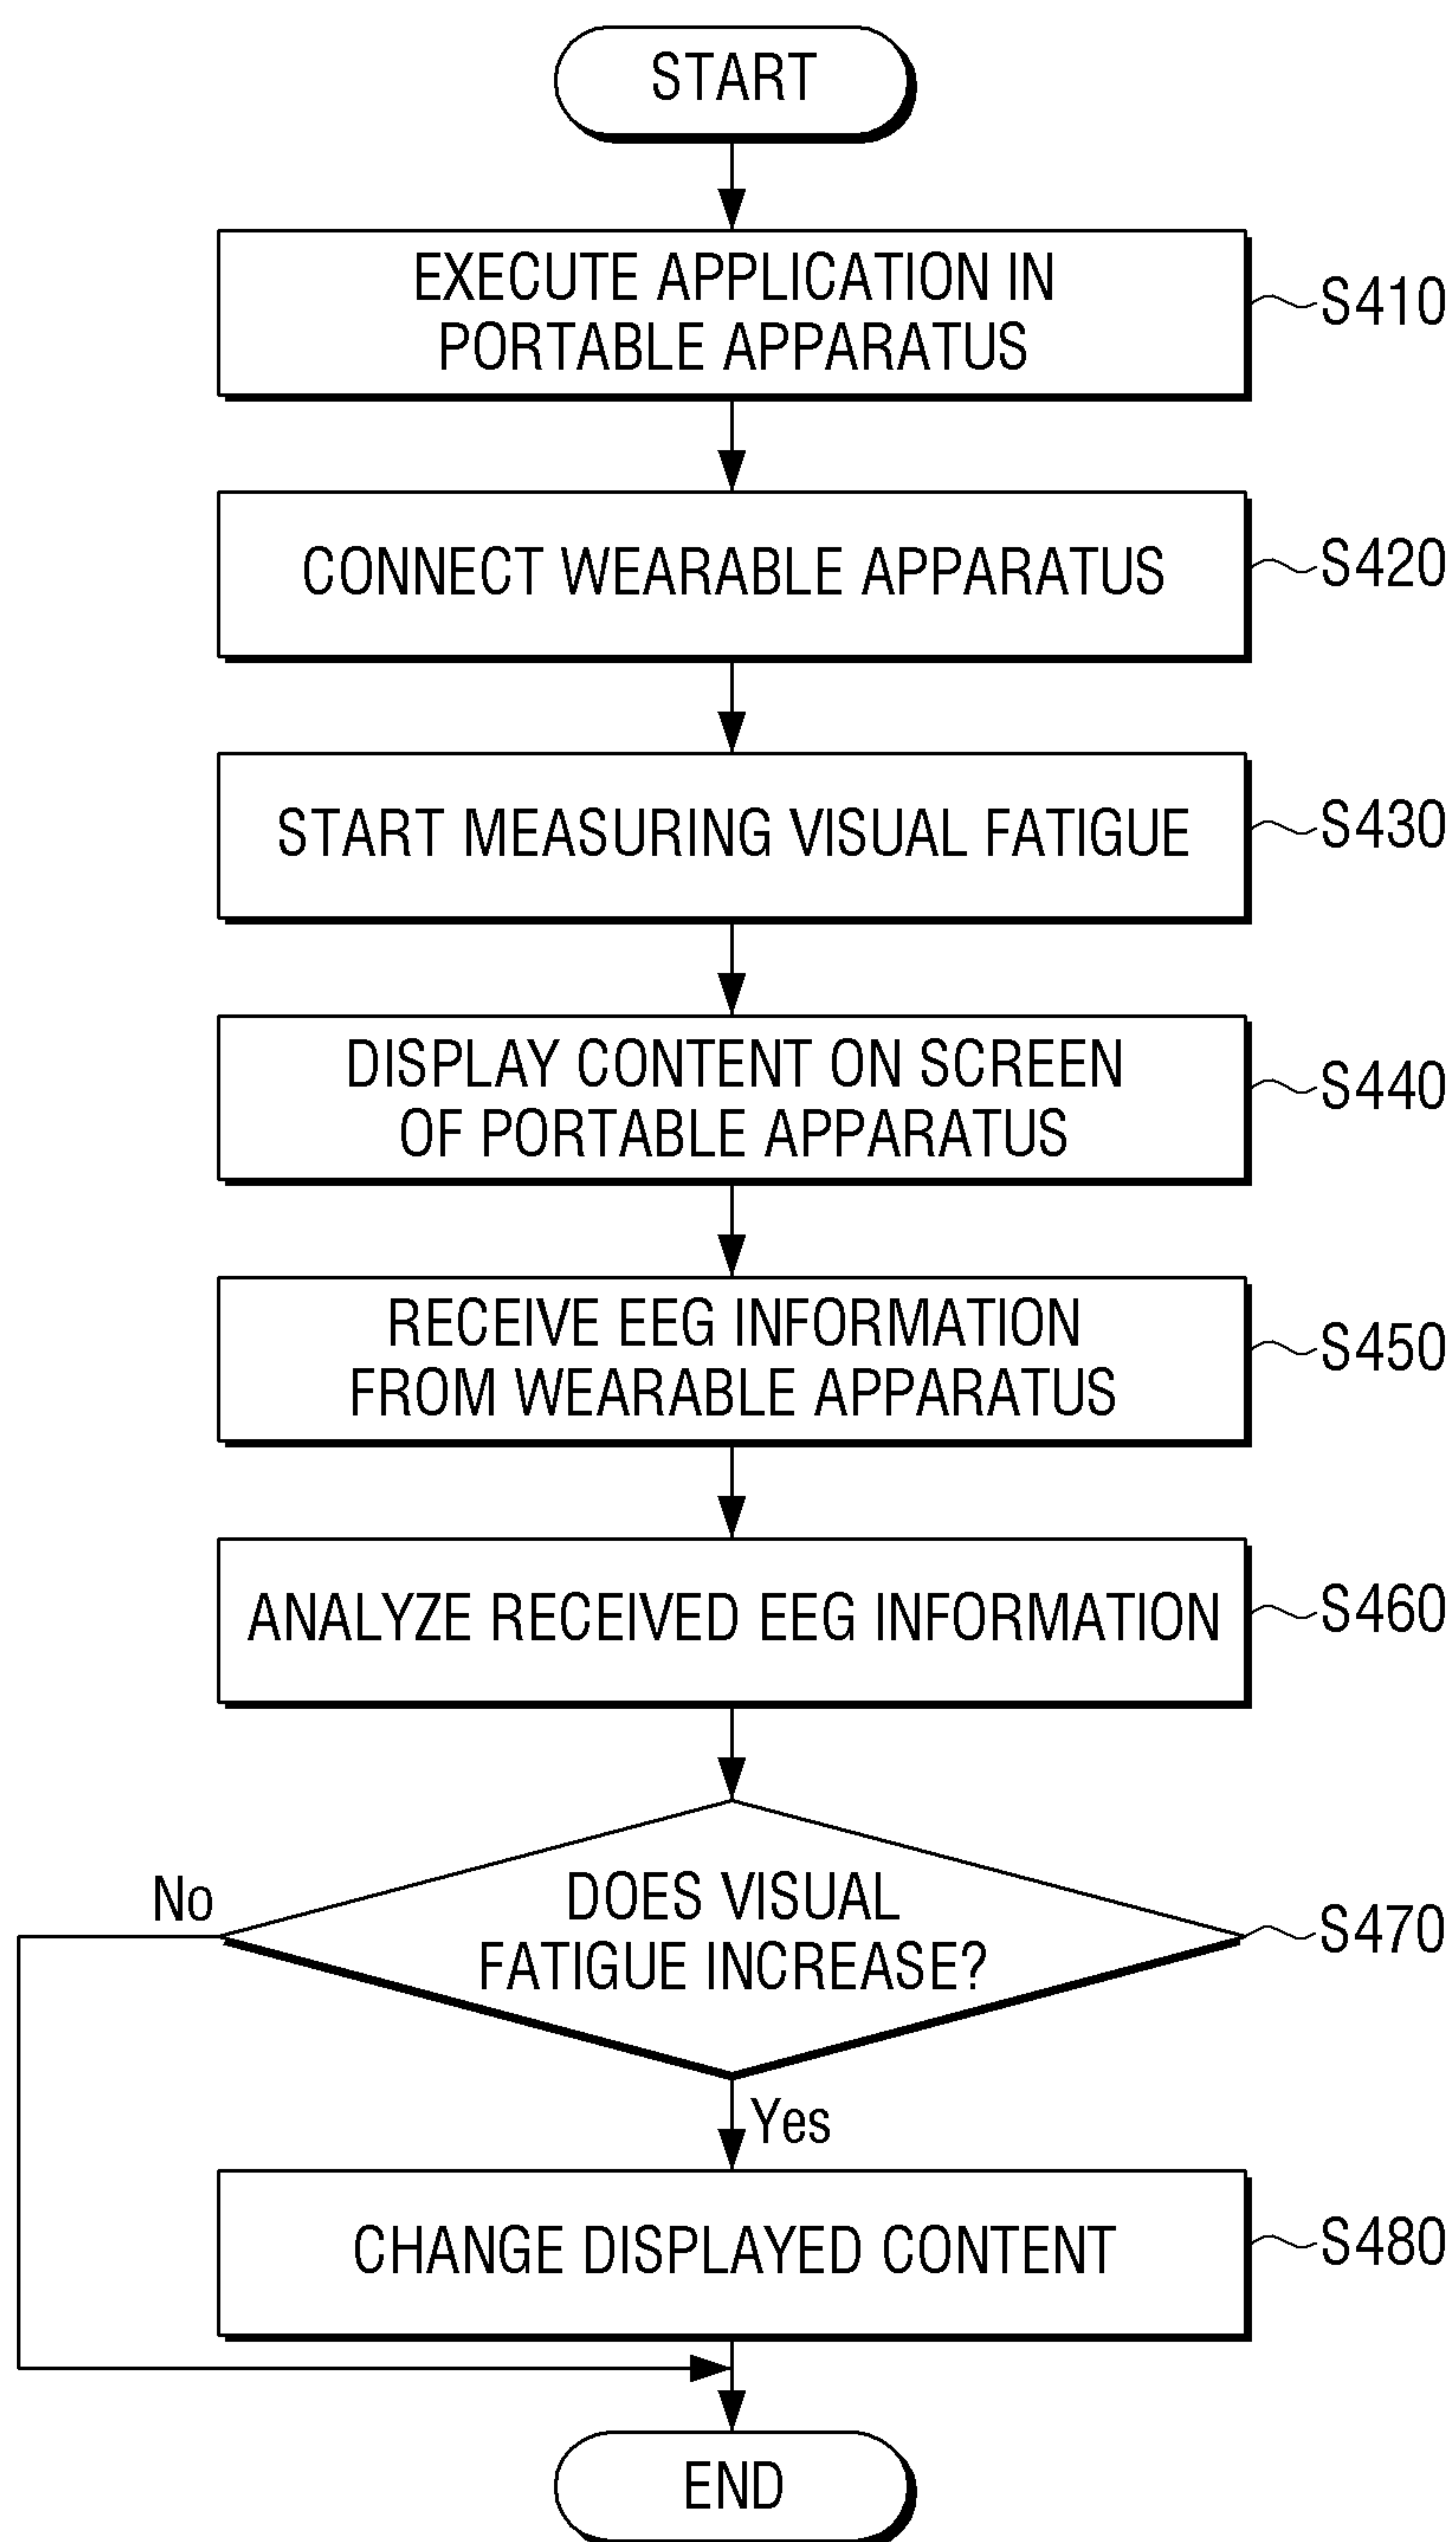 START
EXECUTE APPLICATION IN
PORTABLE APPARATUS
S410
CONNECT WEARABLE APPARATUS
S420
START MEASURING VISUAL FATIGUE
S430
DISPLAY CONTENT ON SCREEN
OF PORTABLE APPARATUS
S440
RECEIVE EEG INFORMATION
FROM WEARABLE APPARATUS
S450
ANALYZE RECEIVED EEG INFORMATION
S460
No
DOES VISUAL
FATIGUE INCREASE?
S470
Yes
CHANGE DISPLAYED CONTENT
S480
END